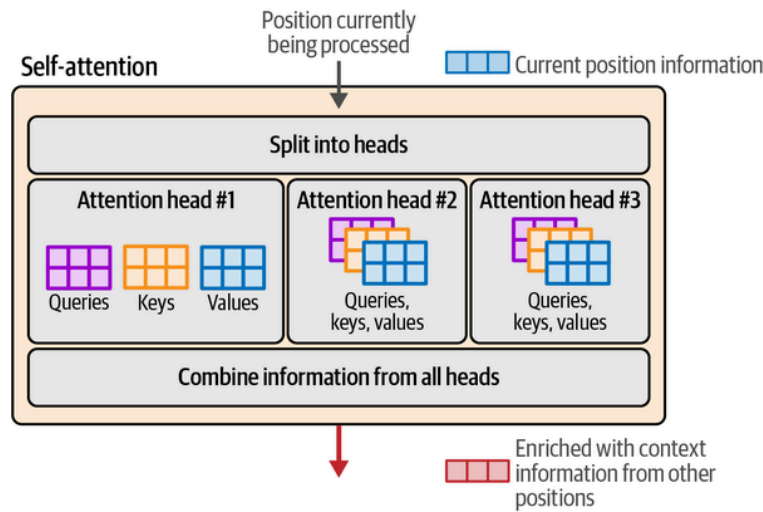 Position currently
being processed
Self-attention
Current position information
Split into heads
Attention head #1
Attention head #2
Attention head #3
Queries
Keys
Values
Queries,
keys, values
Queries,
keys, values
Combine information from all heads
Enriched with context
information from other
positions